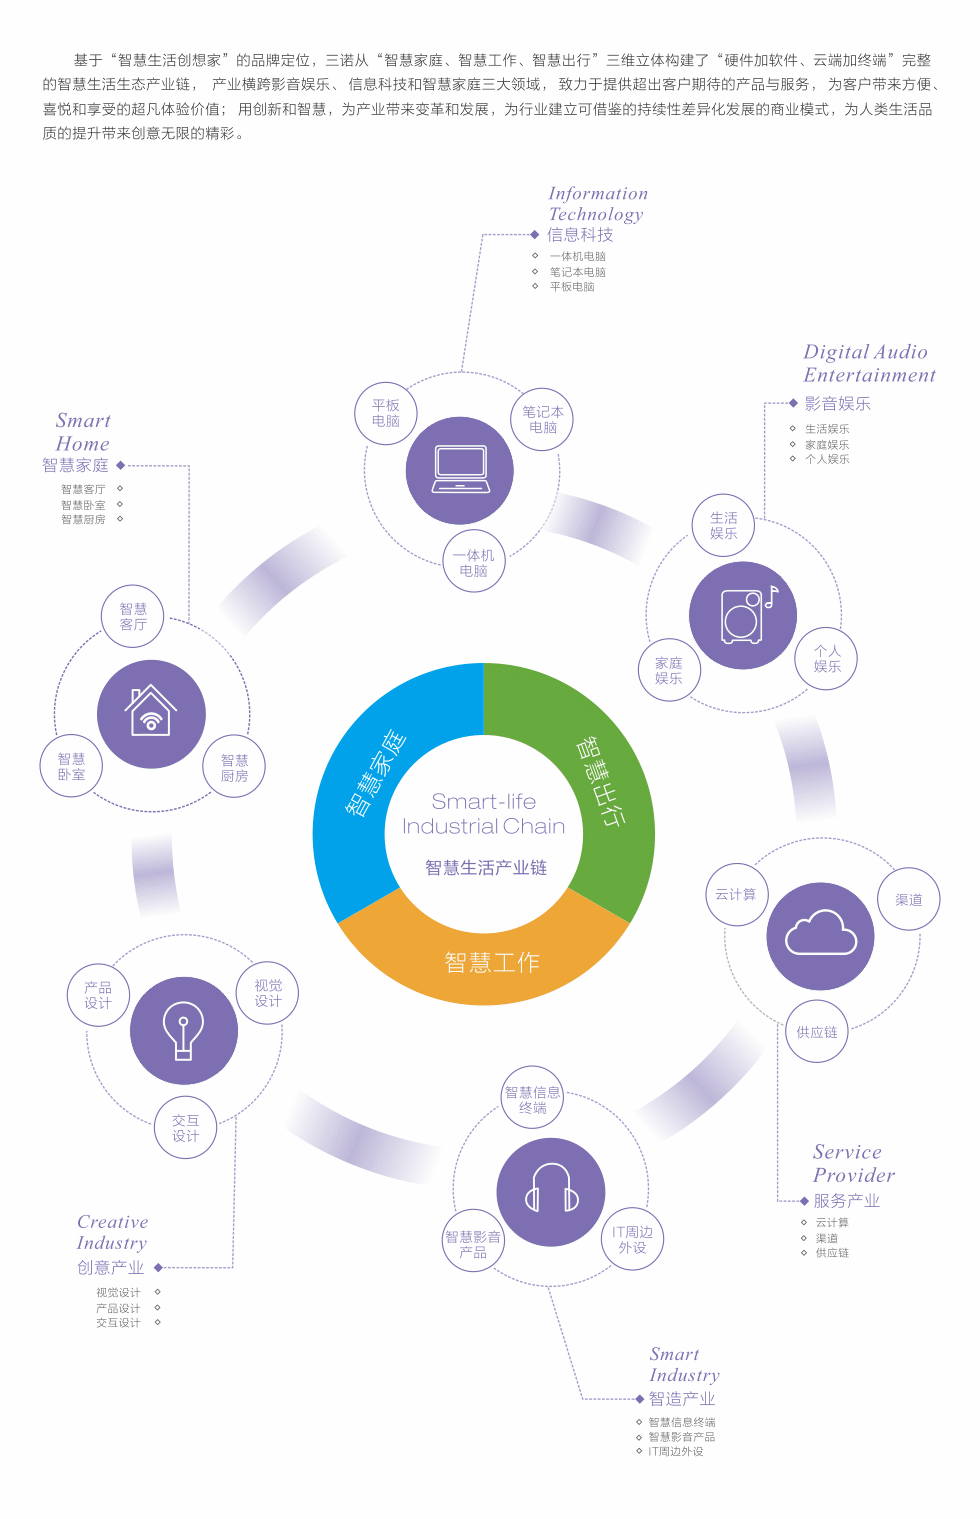 基于“智慧生活创想家”的品牌定位，三诺从“智慧家庭、智慧工作、智慧出行”三维立体构建了“硬件加软件、云端加终端”完整
的智慧生活生态产业链， 产业横跨影音娱乐、 信息科技和智慧家庭三大领域， 致力于提供超出客户期待的产品与服务， 为客户带来方便、
喜悦和享受的超凡体验价值； 用创新和智慧，为产业带来变革和发展，为行业建立可借鉴的持续性差异化发展的商业模式，为人类生活品
质的提升带来创意无限的精彩。
Information
Technology
信息科技
一体机电脑
笔记本电脑
平板电脑
Digital Audio
Entertainment
影音娱乐
生活娱乐
家庭娱乐
个人娱乐
Smart
Home
智慧家庭
智慧客厅
智慧卧室
智慧厨房
平板
电脑
笔记本
电脑
一体机
电脑
生活
娱乐
家庭
娱乐
个人
娱乐
智慧
客厅
智慧
卧室
智慧
厨房
智慧家庭
智慧出行
Smart-life
Industrial Chain
智慧生活产业链
智慧工作
云计算
渠道
供应链
产品
设计
视觉
设计
交互
设计
智慧信息
终端
智慧影音
产品
IT周边
外设
Service
Provider
服务产业
云计算
渠道
供应链
Creative
Industry
创意产业
视觉设计
产品设计
交互设计
Smart
Industry
智造产业
智慧信息终端
智慧影音产品
IT周边外设